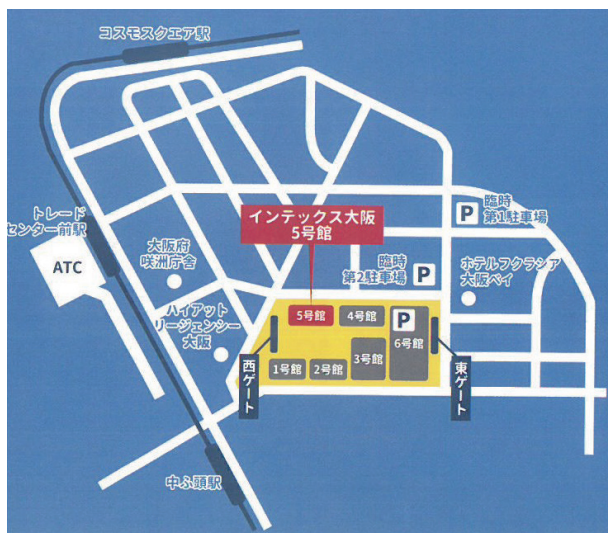 コスモスクエア駅
トレード
センター前駅
ATC
大阪府
咲洲庁舎
ハイアット
リージェンシー
大阪
インテックス大阪
5号館
臨時
第1駐車場
P
臨時
第2駐車場
P
ホテルフクラシア
大阪ベイ
5号館
4号館
P
6号館
3号館
1号館
2号館
西ゲート
東ゲート
中ふ頭駅